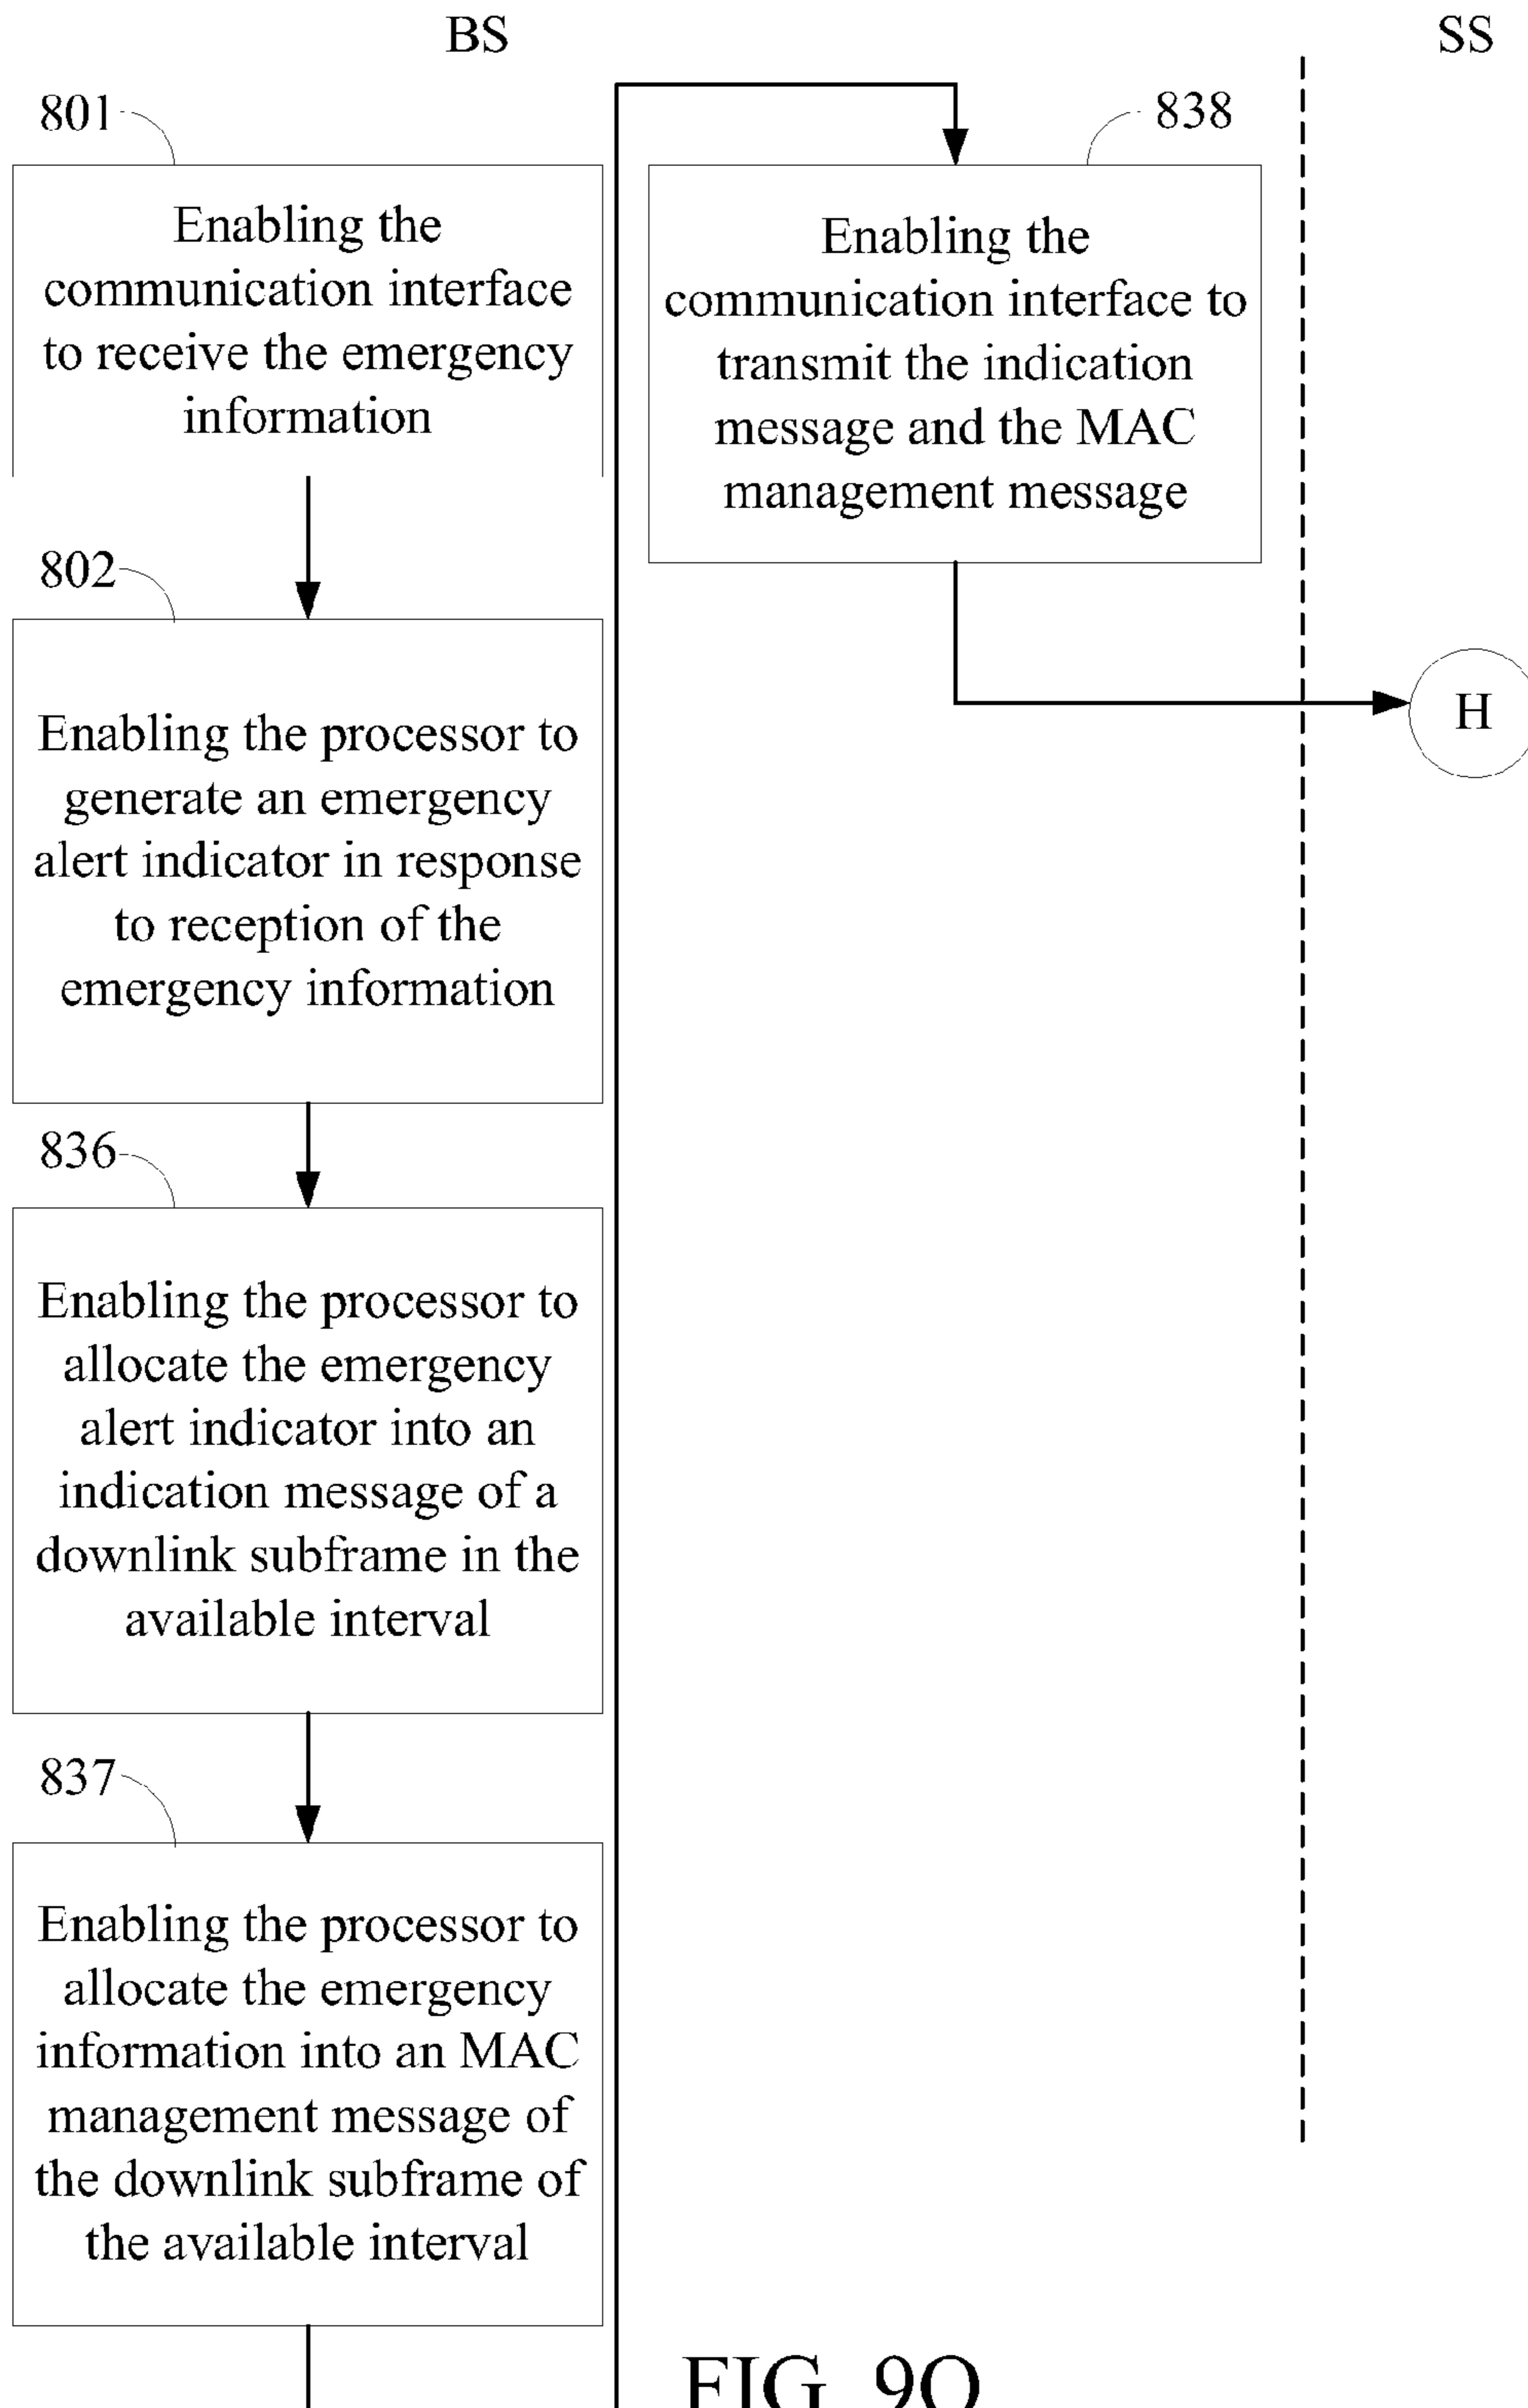 BS
SS
801
Enabling the
communication interface
to receive the emergency
information
802
Enabling the processor to
generate an emergency
alert indicator in response
to reception of the
emergency information
836
Enabling the processor to
allocate the emergency
alert indicator into an
indication message of a
downlink subframe in the
available interval
837
Enabling the processor to
allocate the emergency
information into an MAC
management message of
the downlink subframe of
the available interval
838
Enabling the
communication interface to
transmit the indication
message and the MAC
management message
H
FIG. 9O